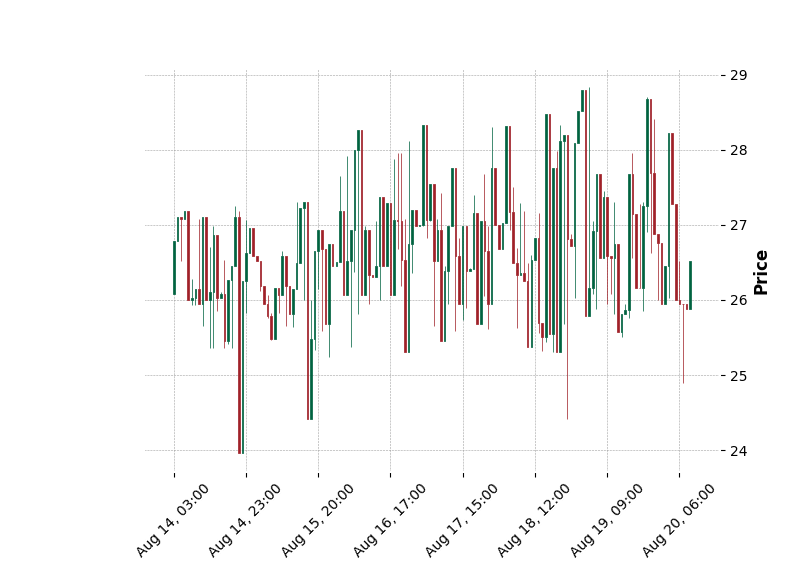 29
28
27
26
25
24
Price
Aug 14, 03:00
Aug 14, 23:00
Aug 15, 20:00
Aug 16, 17:00
Aug 17, 15:00
Aug 18, 12:00
Aug 19, 09:00
Aug 20, 06:00